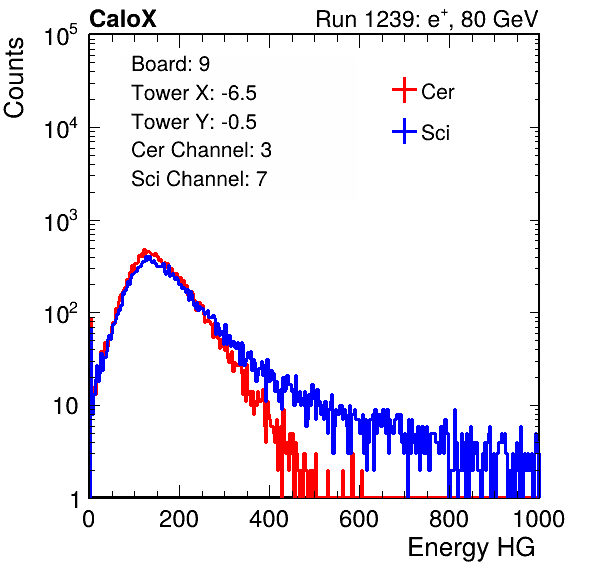 CaloX Run 1239: e⁺, 80 GeV
Counts
Board: 9
Tower X: -6.5
Tower Y: -0.5
Cer Channel: 3
Sci Channel: 7
Cer
Sci
10⁵
10⁴
10³
10²
10
1
0 200 400 600 800 1000
Energy HG